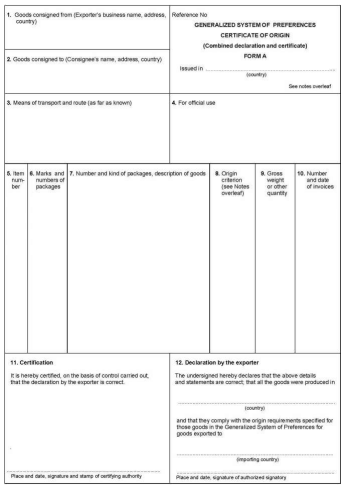 1. Goods consigned from (Exporter's business name, address,
country)
Reference No
GENERALIZED SYSTEM OF PREFERENCES
CERTIFICATE OF ORIGIN
(Combined declaration and certificate)
FORM A
Issued in ................................................
(country)
See notes overleaf
2. Goods consigned to (Consignee's name, address, country)
3. Means of transport and route (as far as known)
4. For official use
5. Item
num-
ber
6. Marks and
numbers of
packages
7. Number and kind of packages, description of goods
8. Origin
criterion
(see Notes
overleaf)
9. Gross
weight
or other
quantity
10. Number
and date
of invoices
11. Certification
It is hereby certified, on the basis of control carried out,
that the declaration by the exporter is correct.
Place and date, signature and stamp of certifying authority
12. Declaration by the exporter
The undersigned hereby declares that the above details
and statements are correct; that all the goods were produced in
(country)
and that they comply with the origin requirements specified for
those goods in the Generalized System of Preferences for
goods exported to
(importing country)
Place and date, signature of authorized signatory